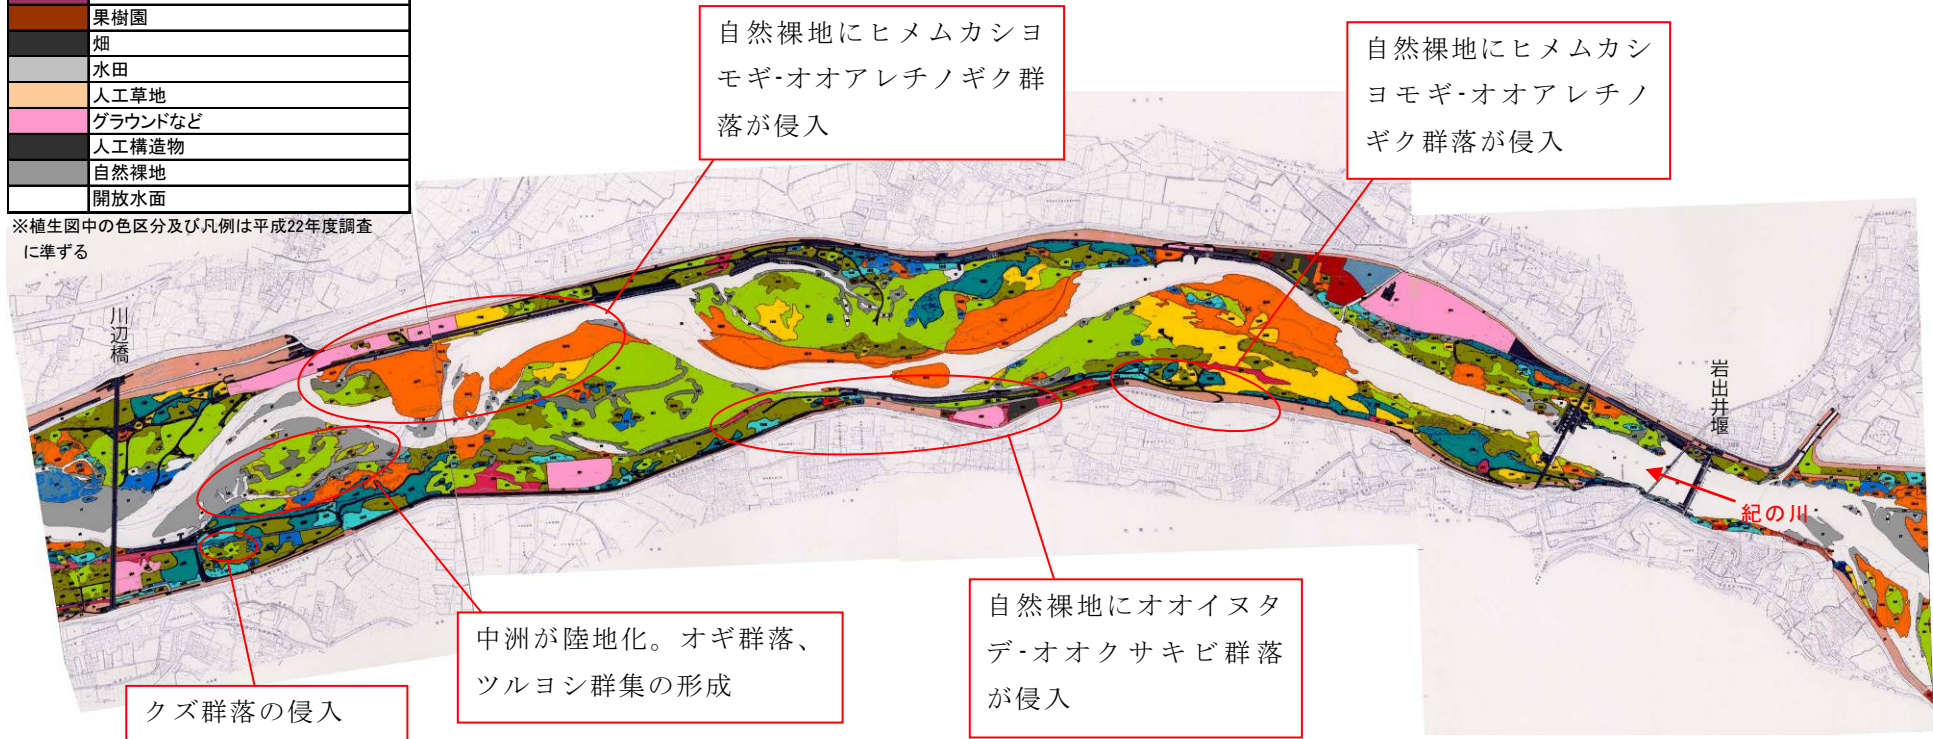 果樹園
畑
水田
人工草地
グラウンドなど
人工構造物
自然裸地
開放水面
※植生図中の色区分及び凡例は平成22年度調査
に準ずる
自然裸地にヒメムカシヨ
モギ-オオアレチノギク群
落が侵入
自然裸地にヒメムカシ
ヨモギ-オオアレチノ
ギク群落が侵入
川辺橋
岩出井堰
紀の川
自然裸地にオオイヌタ
デ-オオクサキビ群落
が侵入
中洲が陸地化。オギ群落、
ツルヨシ群集の形成
クズ群落の侵入